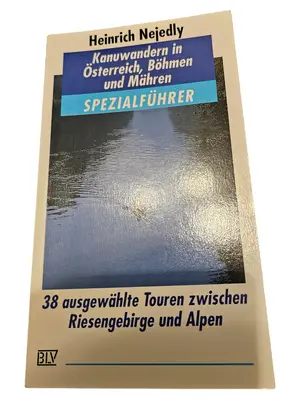 Heinrich Nejedly
Kanuwandern in
Österreich, Böhmen
und Mähren
SPEZIALFÜHRER
38 ausgewählte Touren zwischen
Riesengebirge und Alpen
BLV